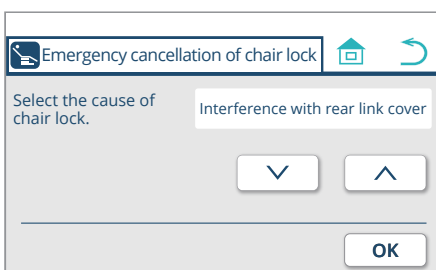 Emergency cancellation of chair lock
Select the cause of
chair lock.
Interference with rear link cover
OK